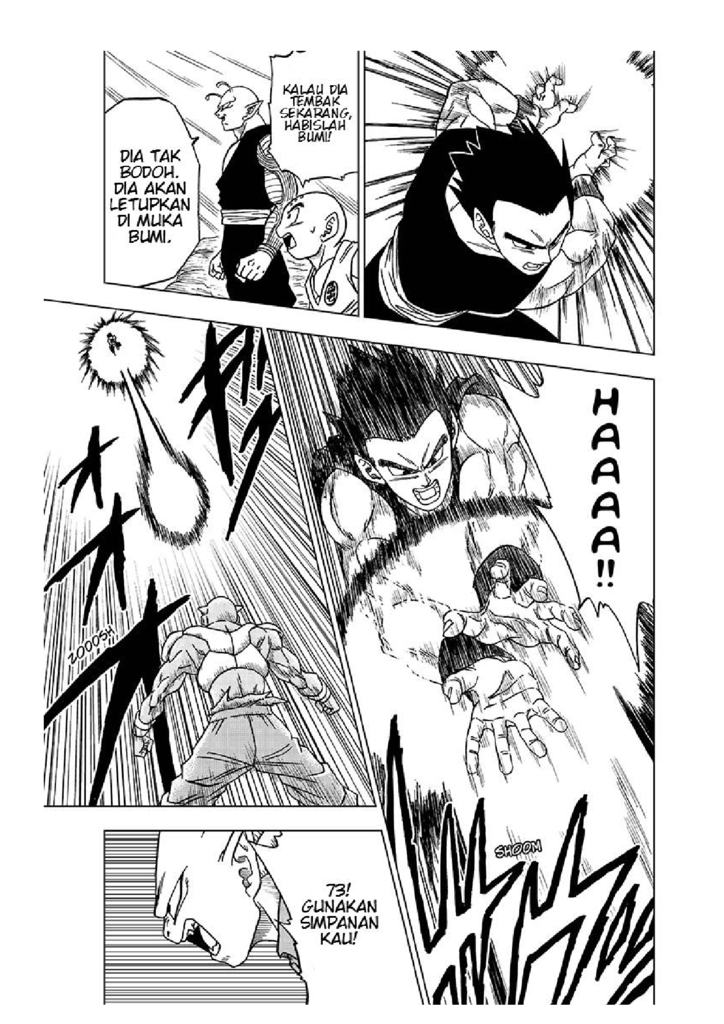 KALAU DIA
TEMBAK
SEKARANG,
HABISLAH
BUMI!
DIA TAK
BODOH.
DIA AKAN
LETUPKAN
DI MUKA
BUMI.
HAAAA!!
ZOOOSH
SHOOM
73!
GUNAKAN
SIMPANAN
KAU!